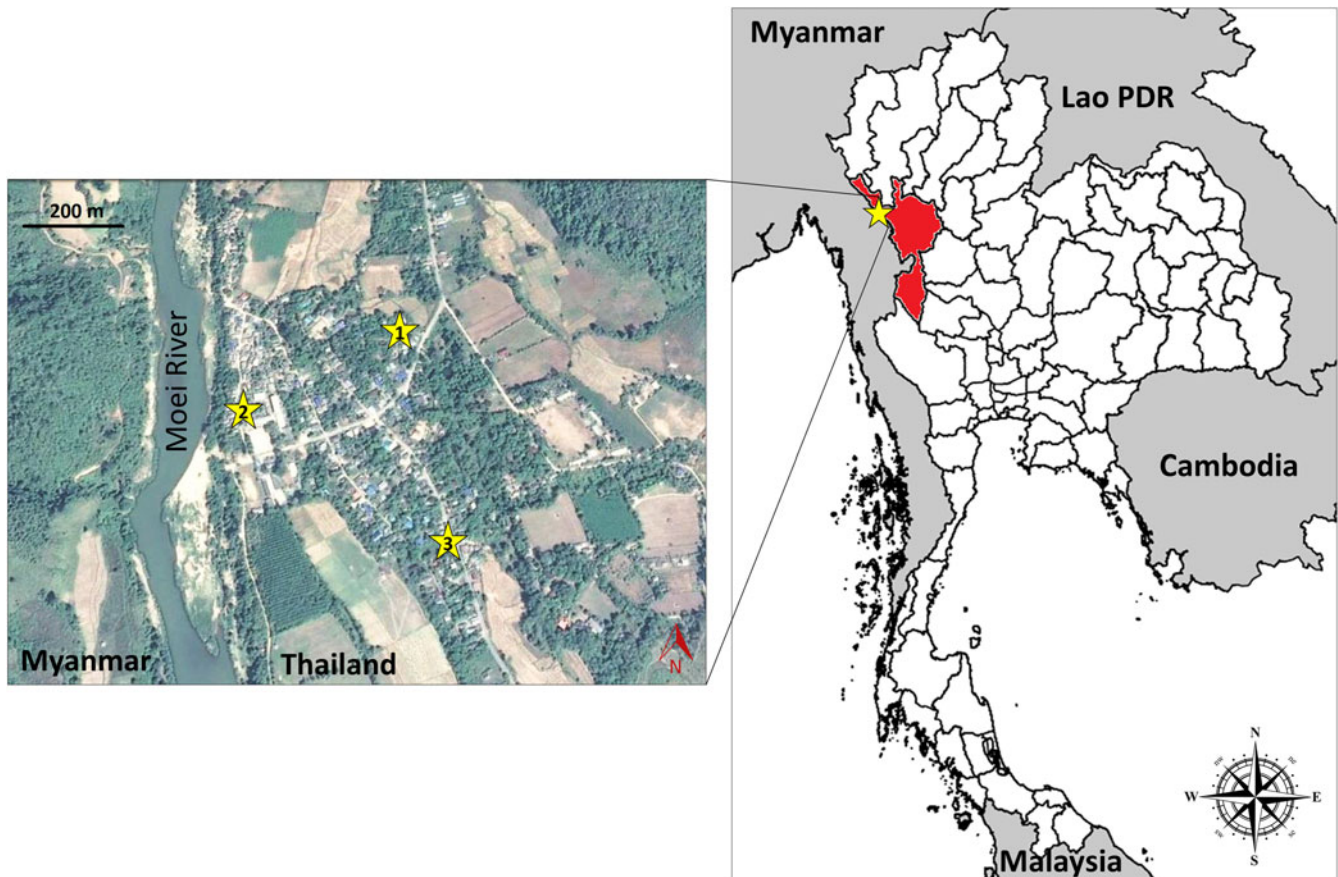 200 m
Moei River
1
2
3
Myanmar
Thailand
N
Myanmar
Lao PDR
Cambodia
Malaysia
N
W
E
S